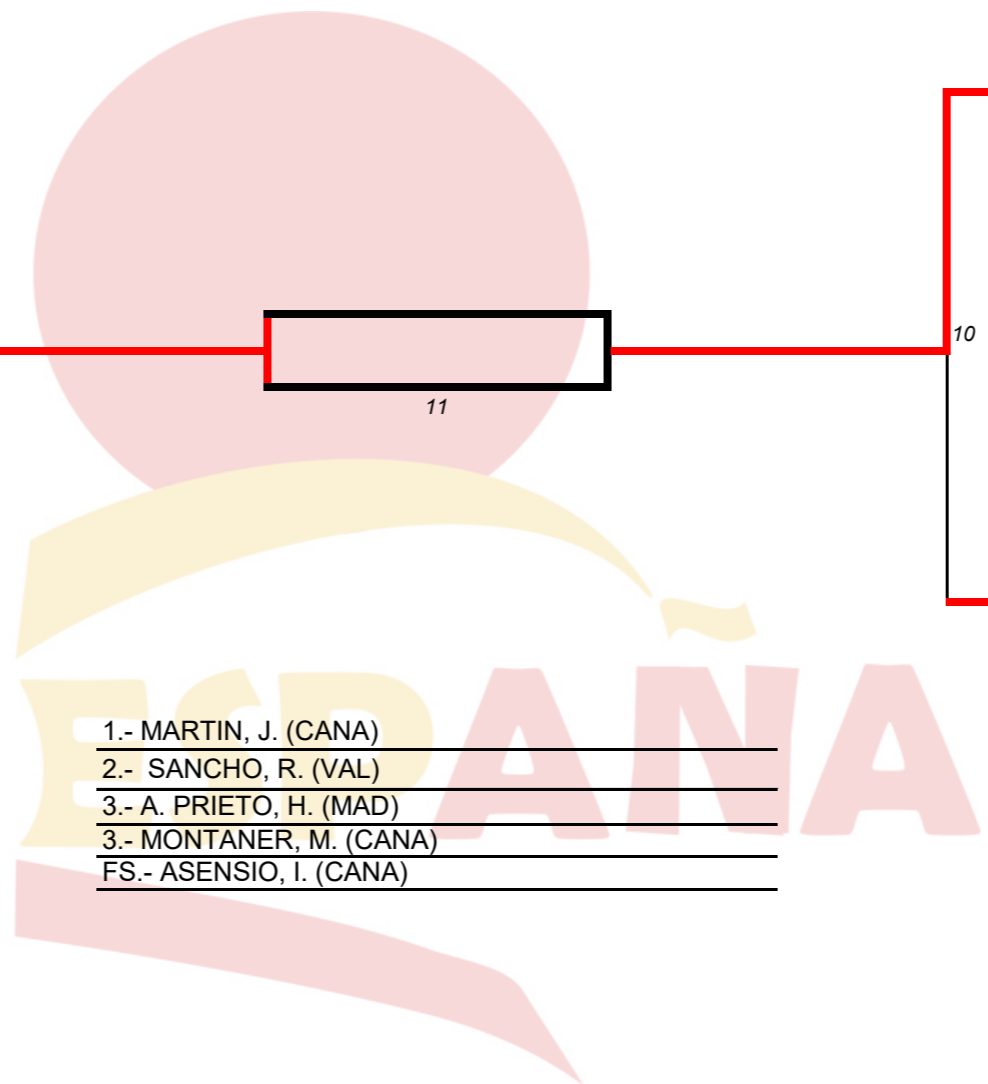 10
11
ESPAÑA
1.- MARTIN, J. (CANA)
2.- SANCHO, R. (VAL)
3.- A. PRIETO, H. (MAD)
3.- MONTANER, M. (CANA)
FS.- ASENSIO, I. (CANA)